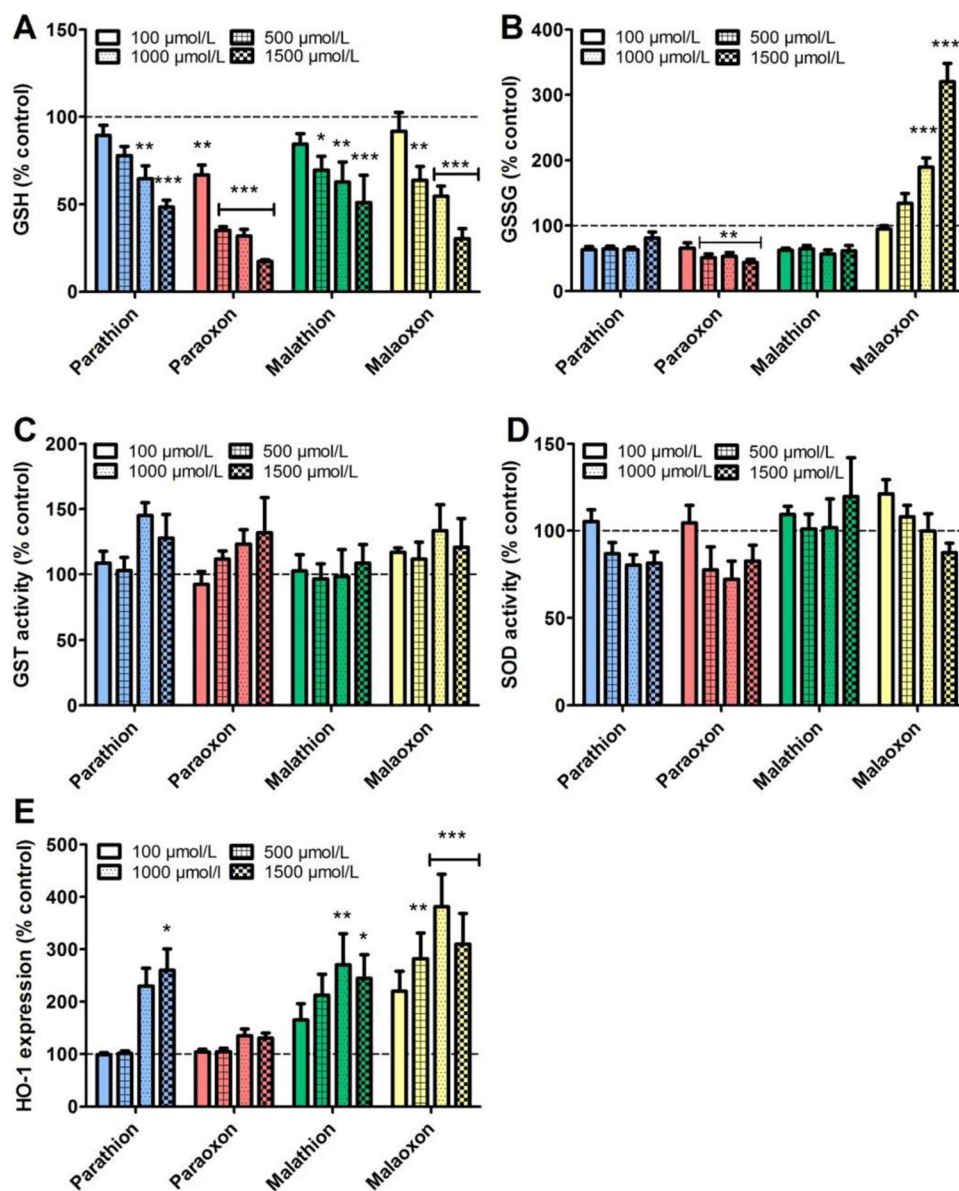 A
150
100
50
0
GSH (% control)
100 µmol/L 500 µmol/L
1000 µmol/L 1500 µmol/L
** *** ** *** * ** *** ** ***
Parathion Paraoxon Malathion Malaoxon
B
400
300
200
100
0
GSSG (% control)
100 µmol/L 500 µmol/L
1000 µmol/L 1500 µmol/L
** *** ***
Parathion Paraoxon Malathion Malaoxon
C
200
150
100
50
0
GST activity (% control)
100 µmol/L 500 µmol/L
1000 µmol/L 1500 µmol/L
Parathion Paraoxon Malathion Malaoxon
D
150
100
50
0
SOD activity (% control)
100 µmol/L 500 µmol/L
1000 µmol/L 1500 µmol/L
Parathion Paraoxon Malathion Malaoxon
E
500
400
300
200
100
0
HO-1 expression (% control)
100 µmol/L 500 µmol/L
1000 µmol/l 1500 µmol/L
* ** * ** ***
Parathion Paraoxon Malathion Malaoxon